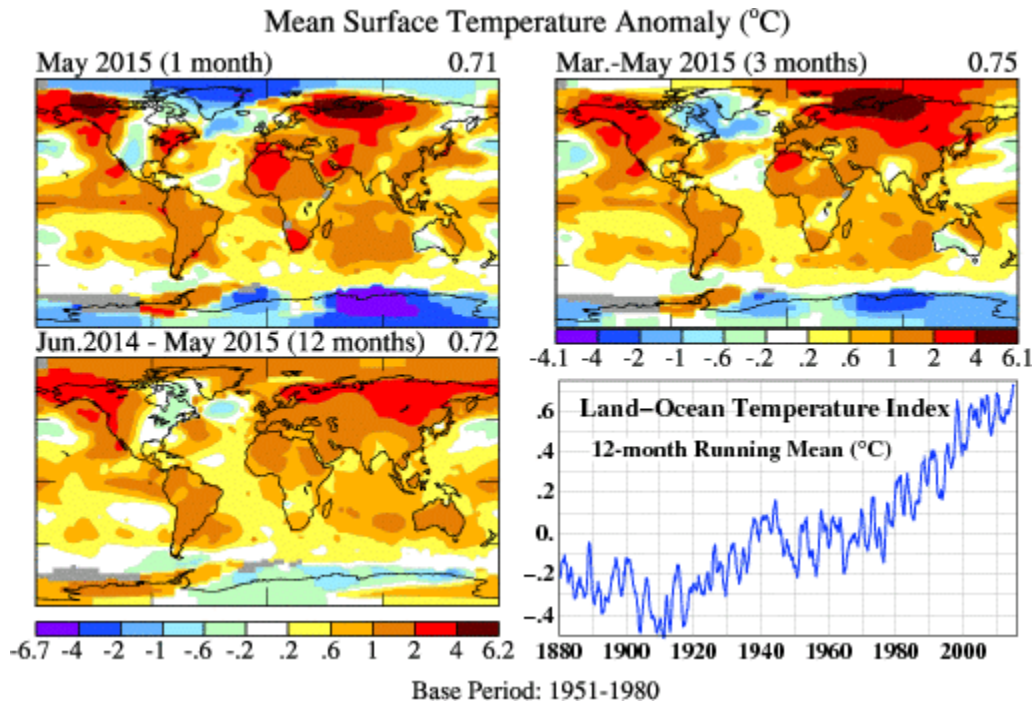 Mean Surface Temperature Anomaly (°C)
May 2015 (1 month) 0.71
Mar.-May 2015 (3 months) 0.75
Jun.2014 - May 2015 (12 months) 0.72
-4.1 -4 -2 -1 -.6 -.2 .2 .6 1 2 4 6.1
Land-Ocean Temperature Index
12-month Running Mean (°C)
.6
.4
.2
0.
-.2
-.4
1880 1900 1920 1940 1960 1980 2000
-6.7 -4 -2 -1 -.6 -.2 .2 .6 1 2 4 6.2
Base Period: 1951-1980